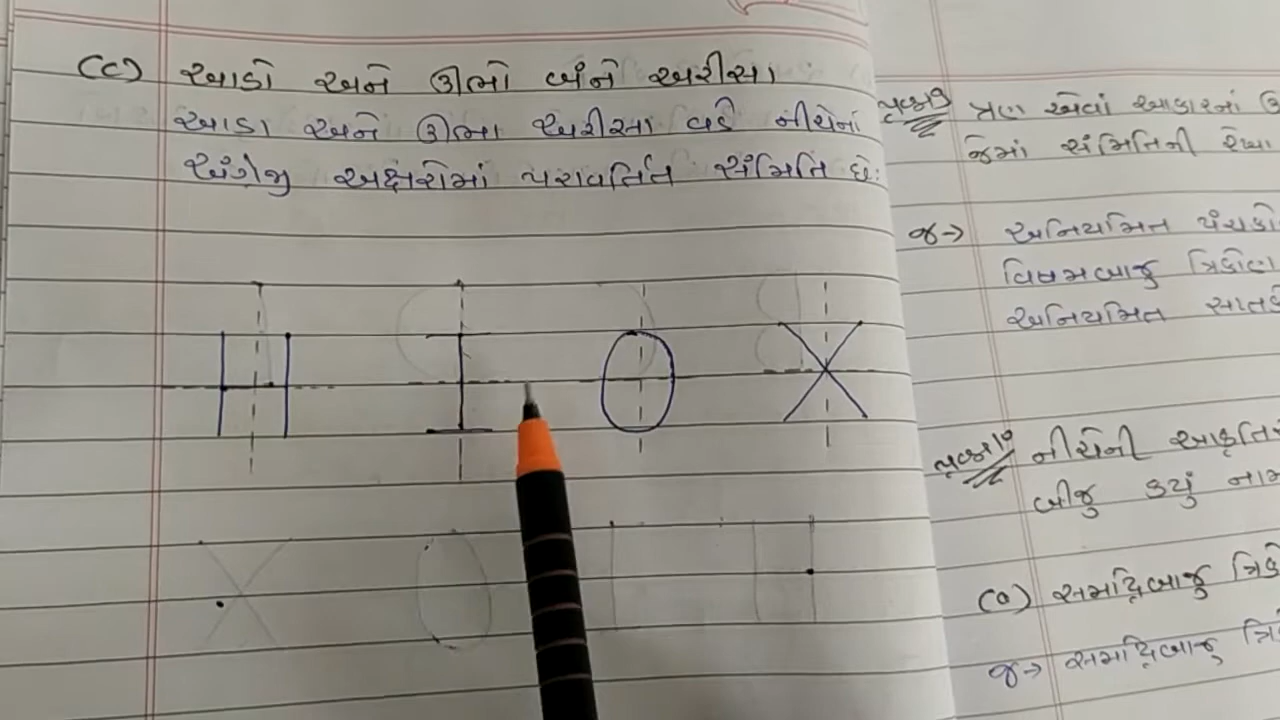 (c) આડો અને ઊભો બંને અરીસા.
આડા અને ઊભા અરીસા વડે નીચેનાં
અંગ્રેજી અક્ષરોમાં પરાવર્તિત સંમિતિ છે:
H I O X
ત્રણ એવાં આકારનાં
જેમાં સંમિતિની રેખા
જ→ અનિયમિત પંચકો
વિષમબાજુ ત્રિકોણ
અનિયમિત સાતકો
નીચેની આકૃતિ
બીજુ કયું નામ
(a) સમદ્વિબાજુ ત્રિકો
જ→ સમદ્વિબાજુ ત્રિ